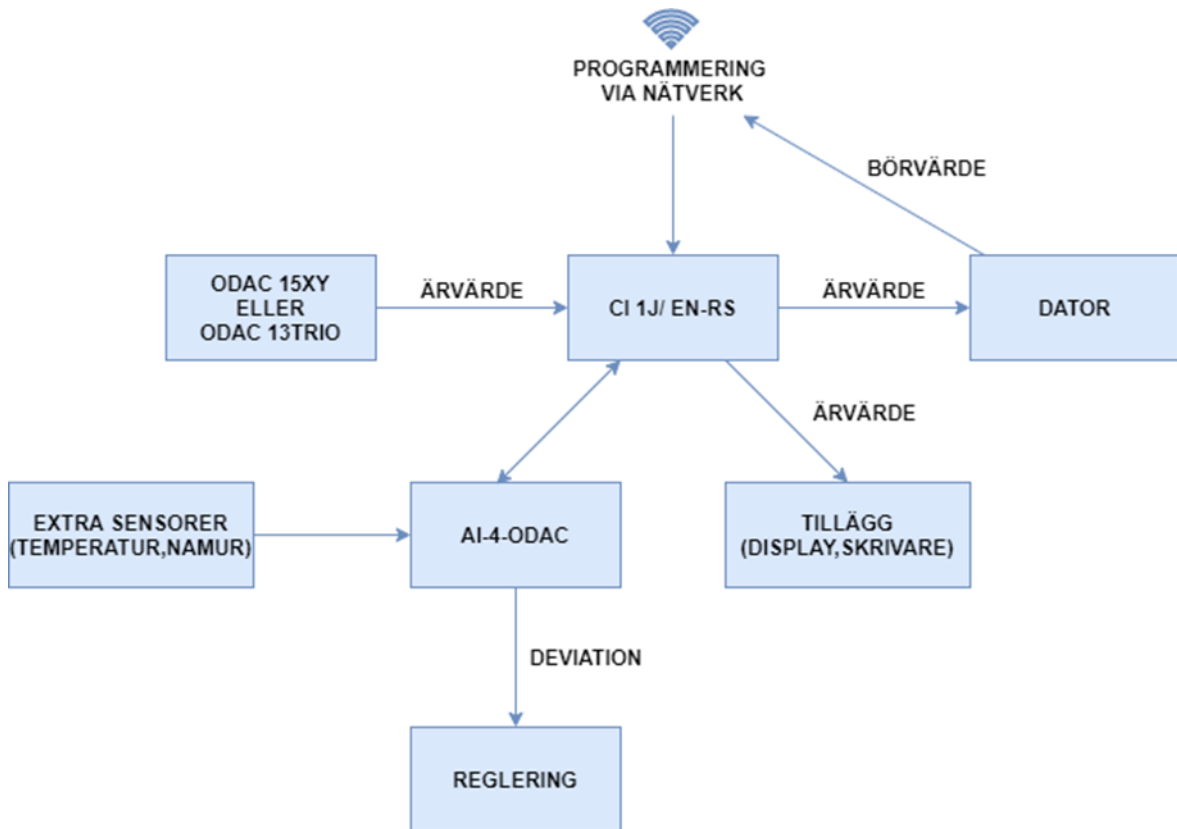 PROGRAMMERING
VIA NÄTVERK
BÖRVÄRDE
ODAC 15XY
ELLER
ODAC 13TRIO
ÄRVÄRDE
CI 1J/ EN-RS
ÄRVÄRDE
DATOR
ÄRVÄRDE
EXTRA SENSORER
(TEMPERATUR,NAMUR)
AI-4-ODAC
TILLÄGG
(DISPLAY,SKRIVARE)
DEVIATION
REGLERING